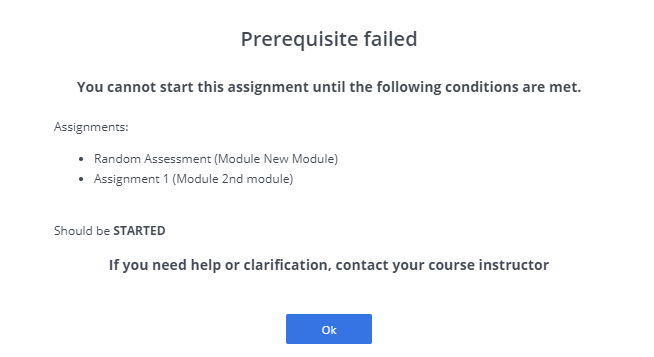 Prerequisite failed
You cannot start this assignment until the following conditions are met.
Assignments:
• Random Assessment (Module New Module)
• Assignment 1 (Module 2nd module)
Should be STARTED
If you need help or clarification, contact your course instructor
Ok